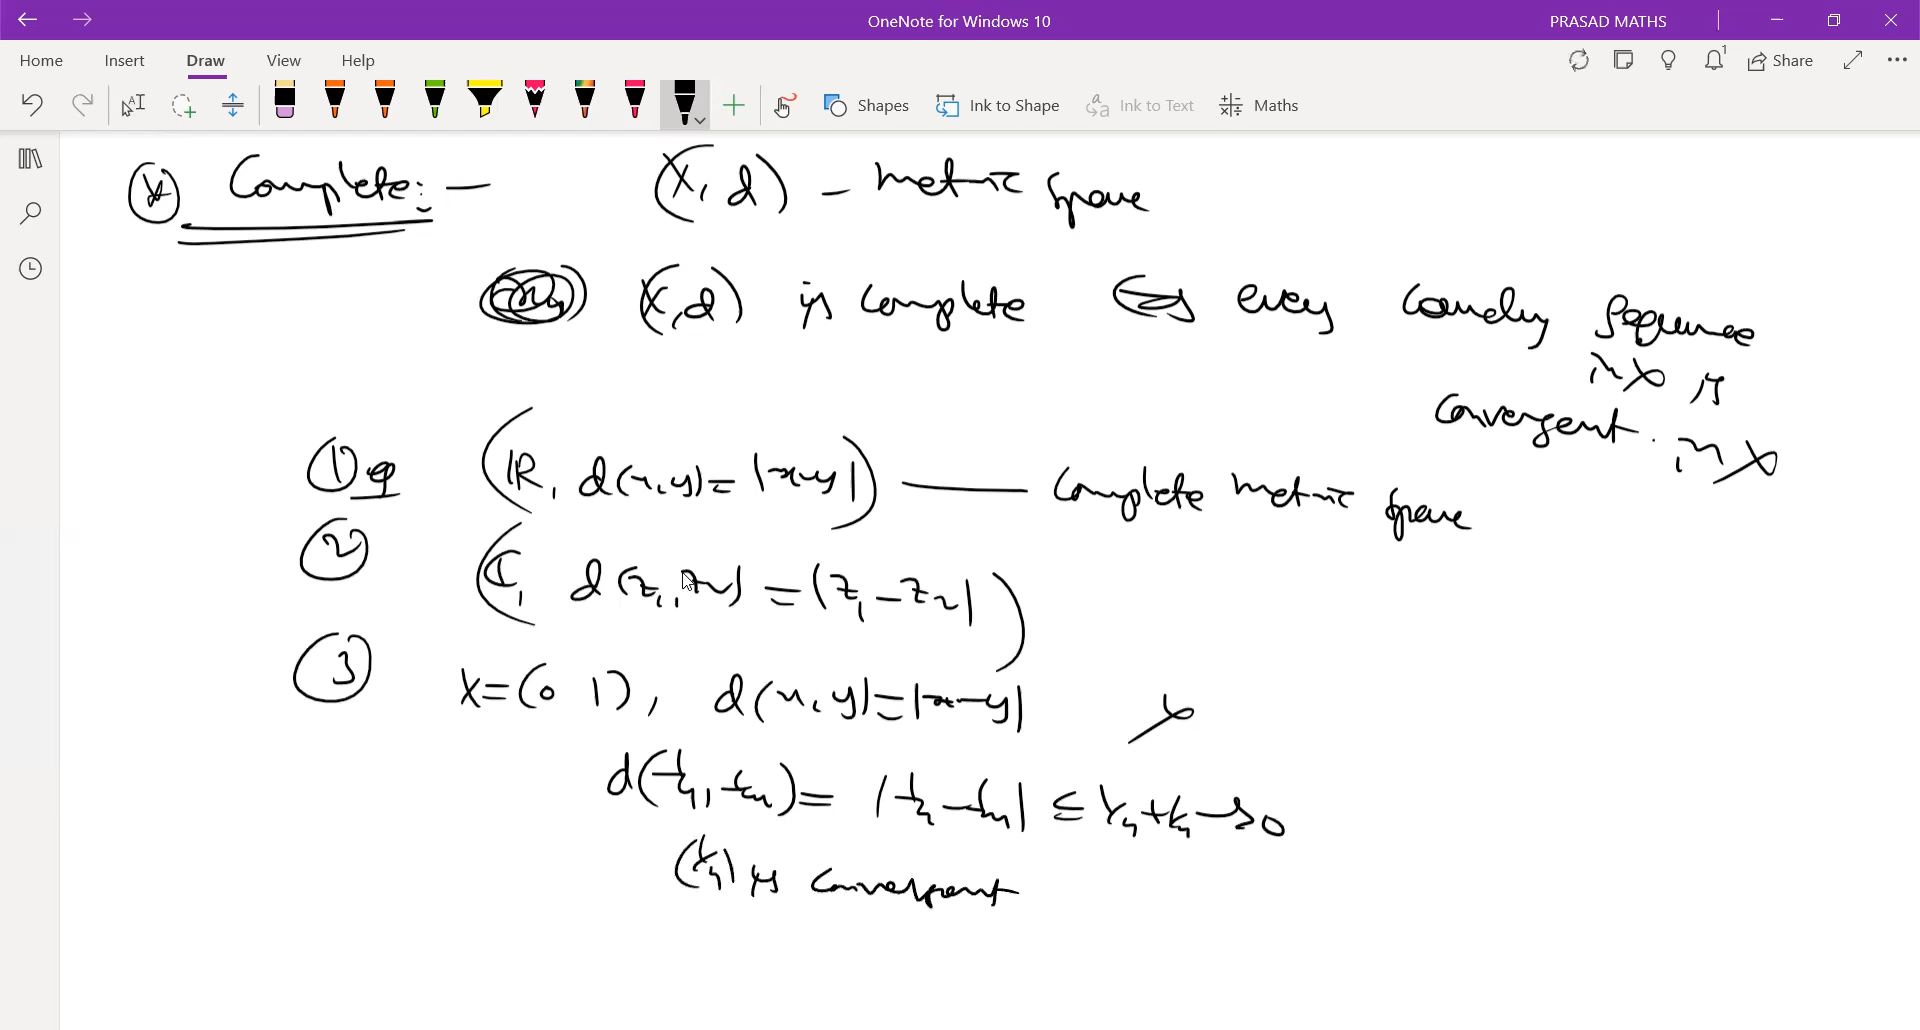 OneNote for Windows 10
PRASAD MATHS
Home Insert Draw View Help
1
Share
Shapes Ink to Shape Ink to Text Maths
Complete :— (X, d) – metric space
(X, d) is complete ⇔ every cauchy sequence
in X is
convergent. in X
① eg (ℝ, d(x,y) = |x-y|) — complete metric space
② (ℂ, d(z₁, z₂) = |z₁ - z₂|)
③ X = (0 1), d(x,y) = |x-y|
d(1/n, 1/m) = |1/n - 1/m| ≤ 1/n + 1/m → 0
(1/n) is convergent